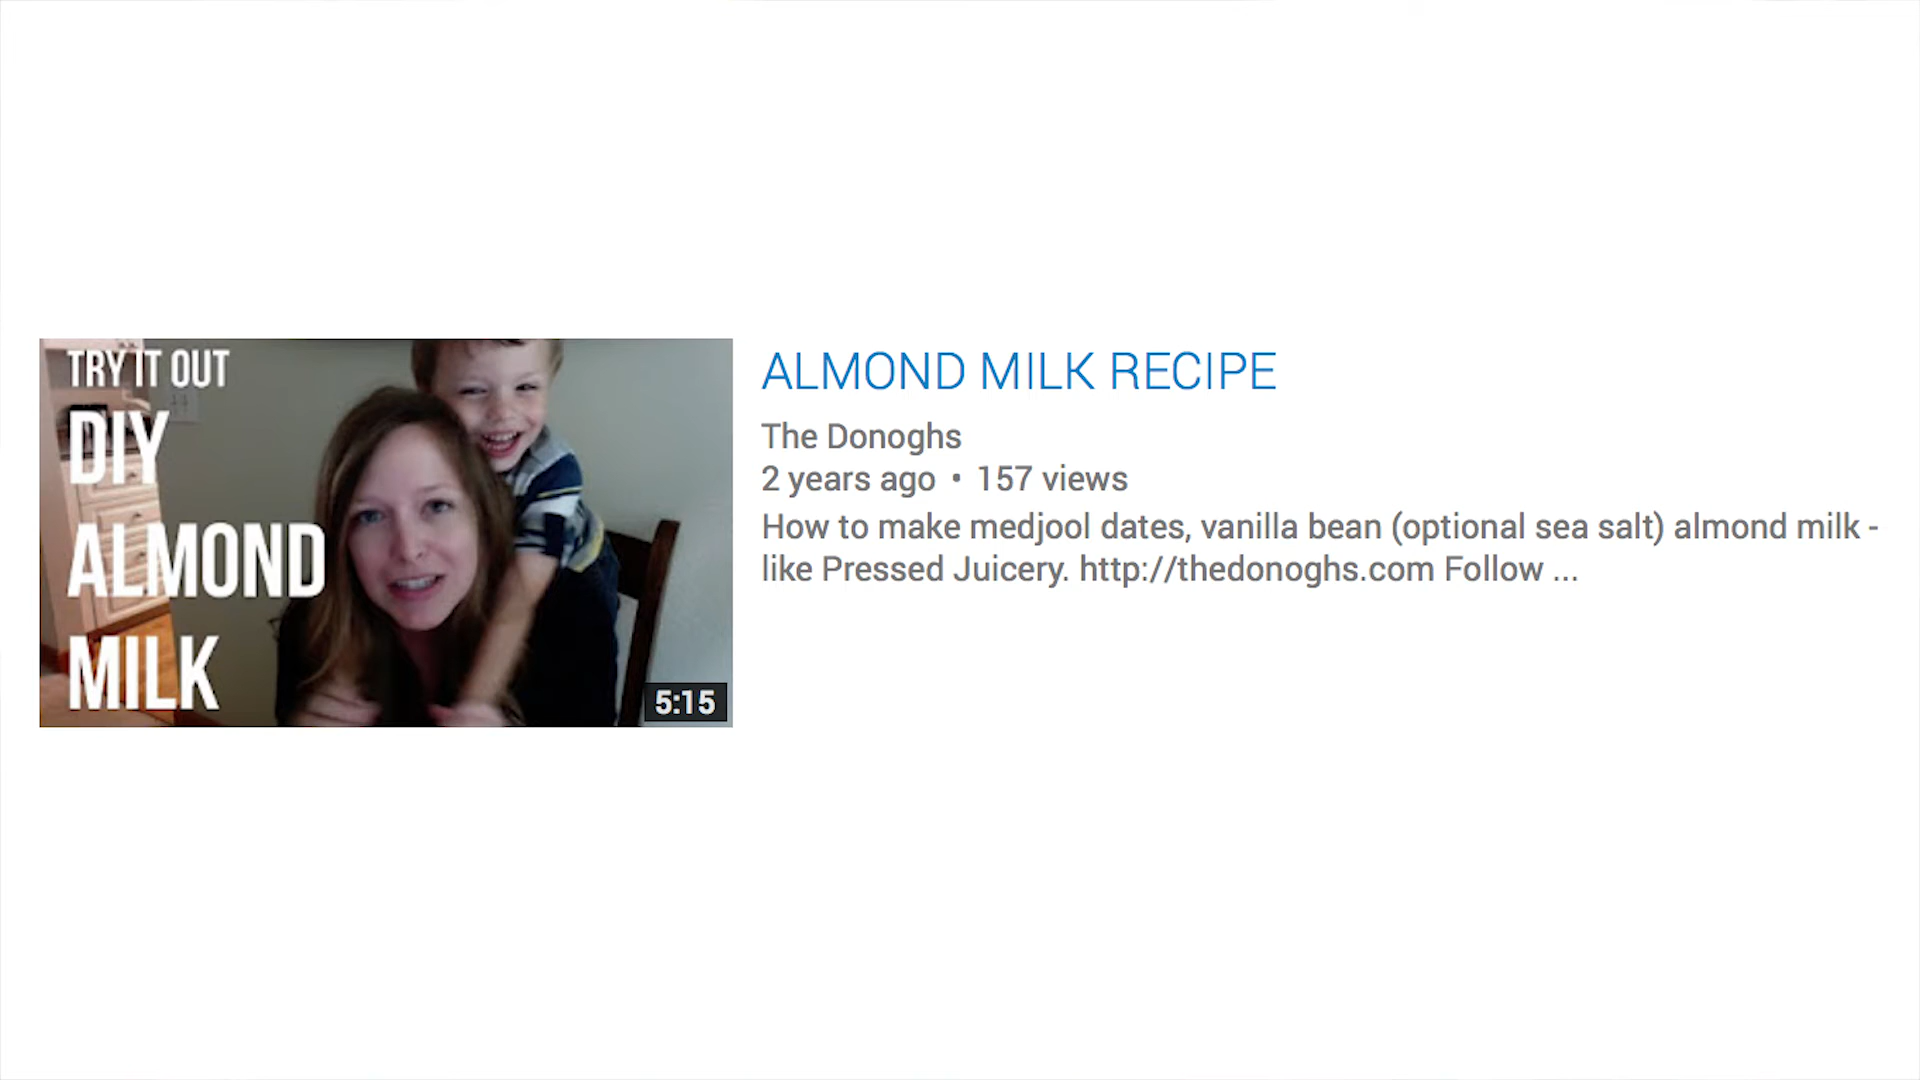 TRY IT OUT
DIY
ALMOND
MILK
5:15
ALMOND MILK RECIPE
The Donoghs
2 years ago • 157 views
How to make medjool dates, vanilla bean (optional sea salt) almond milk -
like Pressed Juicery. http://thedonoghs.com Follow ...